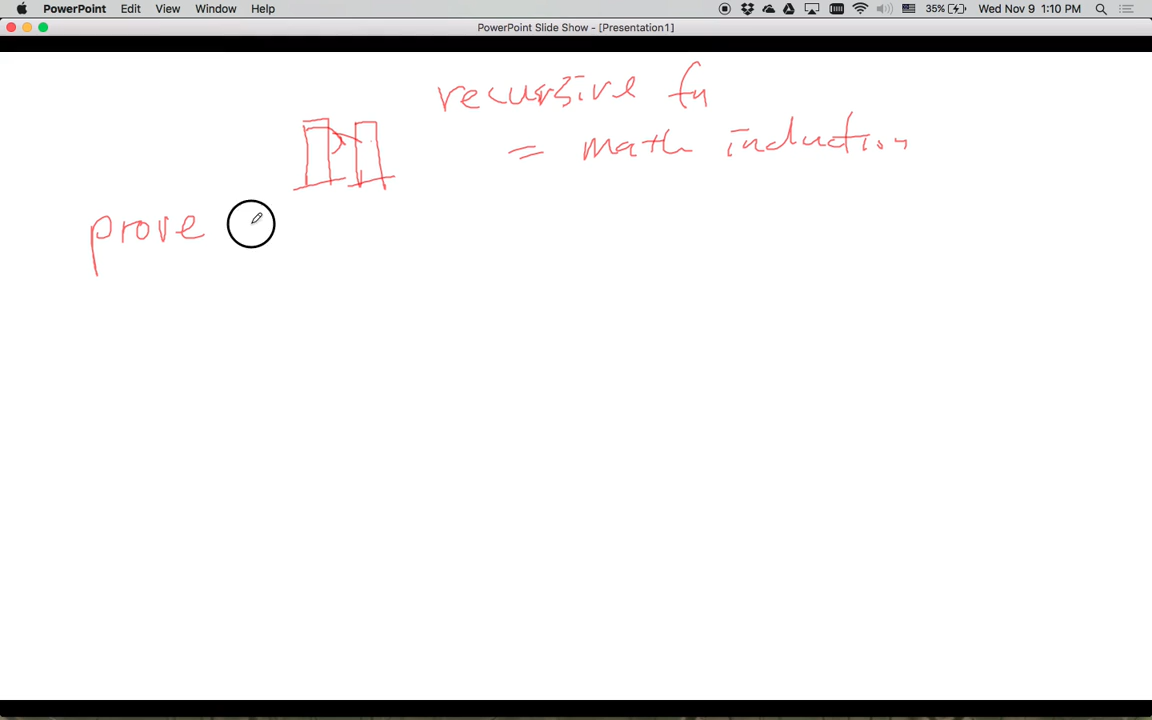 PowerPoint Edit View Window Help 35% Wed Nov 9 1:10 PM
PowerPoint Slide Show - [Presentation1]
recursive fn
= math induction
prove